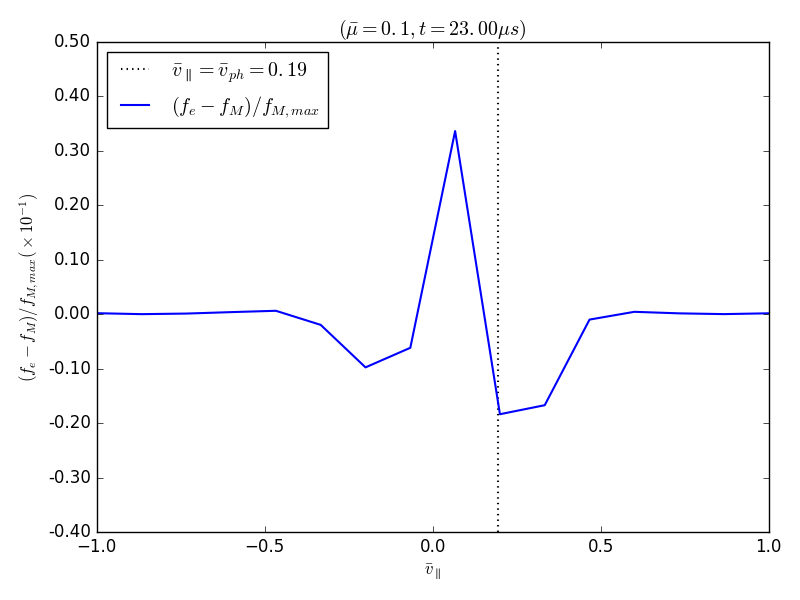 (μ̄ = 0.1, t = 23.00μs)
0.50
0.40
0.30
0.20
0.10
0.00
-0.10
-0.20
-0.30
-0.40
v̄∥ = v̄ph = 0.19
(fe − fM)/fM,max
(fe − fM)/fM,max(×10⁻¹)
−1.0 −0.5 0.0 0.5 1.0
v̄∥